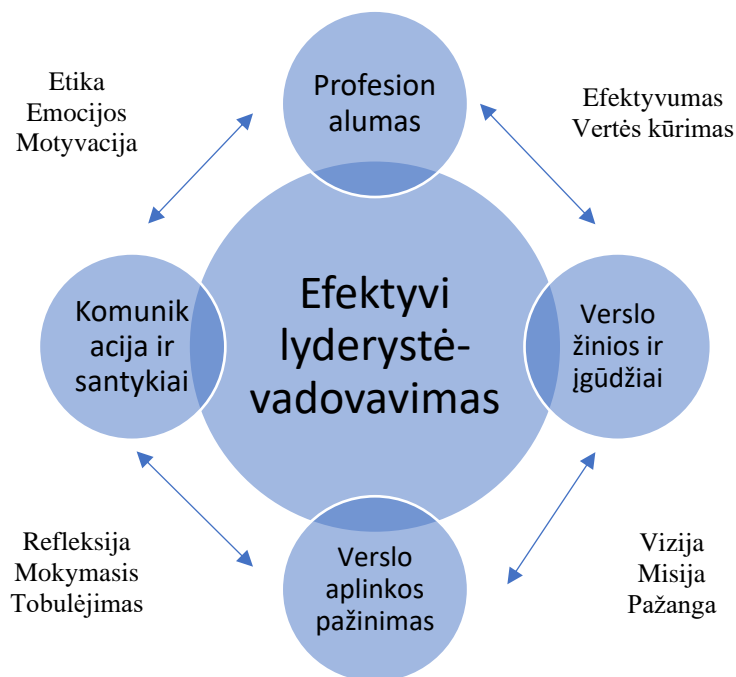 Profesion
alumas
Etika
Emocijos
Motyvacija
Efektyvumas
Vertės kūrimas
Efektyvi
lyderystė-
vadovavimas
Komunik
acija ir
santykiai
Verslo
žinios ir
įgūdžiai
Refleksija
Mokymasis
Tobulėjimas
Verslo
aplinkos
pažinimas
Vizija
Misija
Pažanga